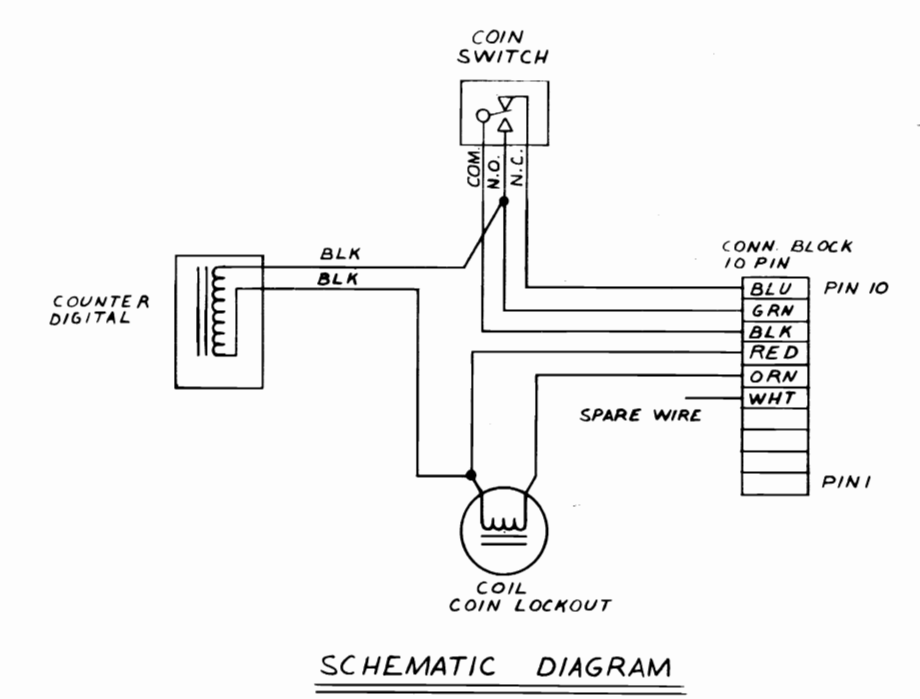 COIN
SWITCH
COM.
N.O.
N.C.
BLK
BLK
COUNTER
DIGITAL
CONN. BLOCK
10 PIN
BLU PIN 10
GRN
BLK
RED
ORN
WHT
SPARE WIRE
PIN 1
COIL
COIN LOCKOUT
SCHEMATIC DIAGRAM